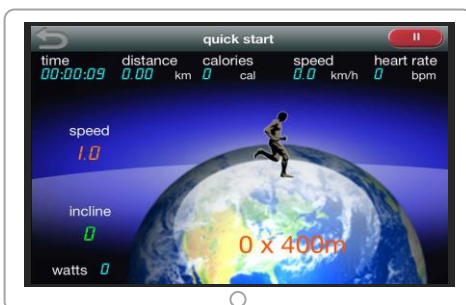 quick start
time distance calories speed heart rate
00:00:09 0.00 km 0 cal 0.0 km/h 0 bpm
speed
1.0
incline
0
0 x 400m
watts 0